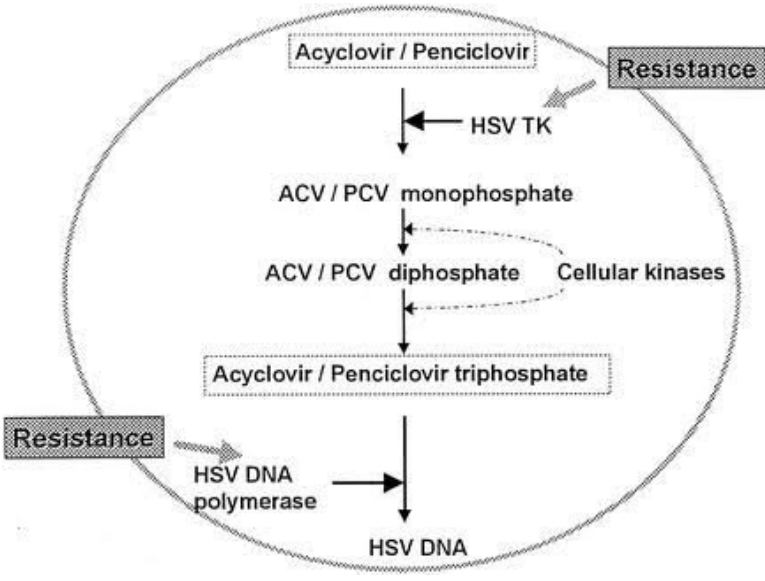 Acyclovir / Penciclovir
Resistance
HSV TK
ACV / PCV monophosphate
ACV / PCV diphosphate
Cellular kinases
Acyclovir / Penciclovir triphosphate
Resistance
HSV DNA
polymerase
HSV DNA